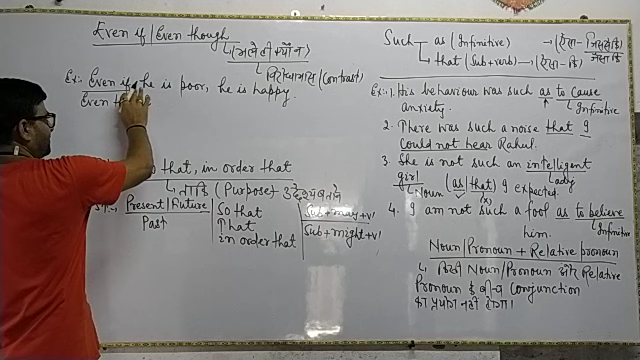 Even if/Even though
(भले ही क्यों न)
विरोधाभास (Contrast)
Ex:- Even if he is poor, he is happy.
Even th he
so that, in order that
ताकि (Purpose) उद्देश्य बताने
Present/Future
Past
So that
That
in order that
Sub+may+V1
Sub+might+V1
Such
as (Infinitive) → (ऐसा- जिससे कि
जैसा कि
that (Sub+verb) → (ऐसा - कि
Ex:- 1. His behaviour was such as to cause
anxiety.
Infinitive
2. There was such a noise that I
could not hear Rahul.
3. She is not such an intelligent
girl (as/that) I expected.
Noun
(x)
adj
4. I am not such a fool as to believe
him.
Infinitive
Noun/Pronoun + Relative pronoun
किसी Noun/Pronoun और Relative
Pronoun के बीच Conjunction
का प्रयोग नहीं होगा।